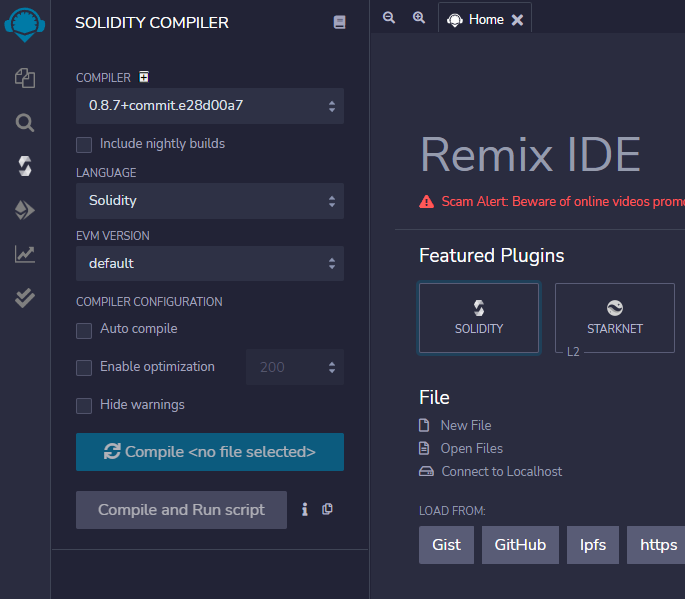 SOLIDITY COMPILER
COMPILER
0.8.7+commit.e28d00a7
Include nightly builds
LANGUAGE
Solidity
EVM VERSION
default
COMPILER CONFIGURATION
Auto compile
Enable optimization
200
Hide warnings
Compile <no file selected>
Compile and Run script
Home
Remix IDE
Scam Alert: Beware of online videos promo
Featured Plugins
SOLIDITY
STARKNET
L2
File
New File
Open Files
Connect to Localhost
LOAD FROM:
Gist
GitHub
Ipfs
https